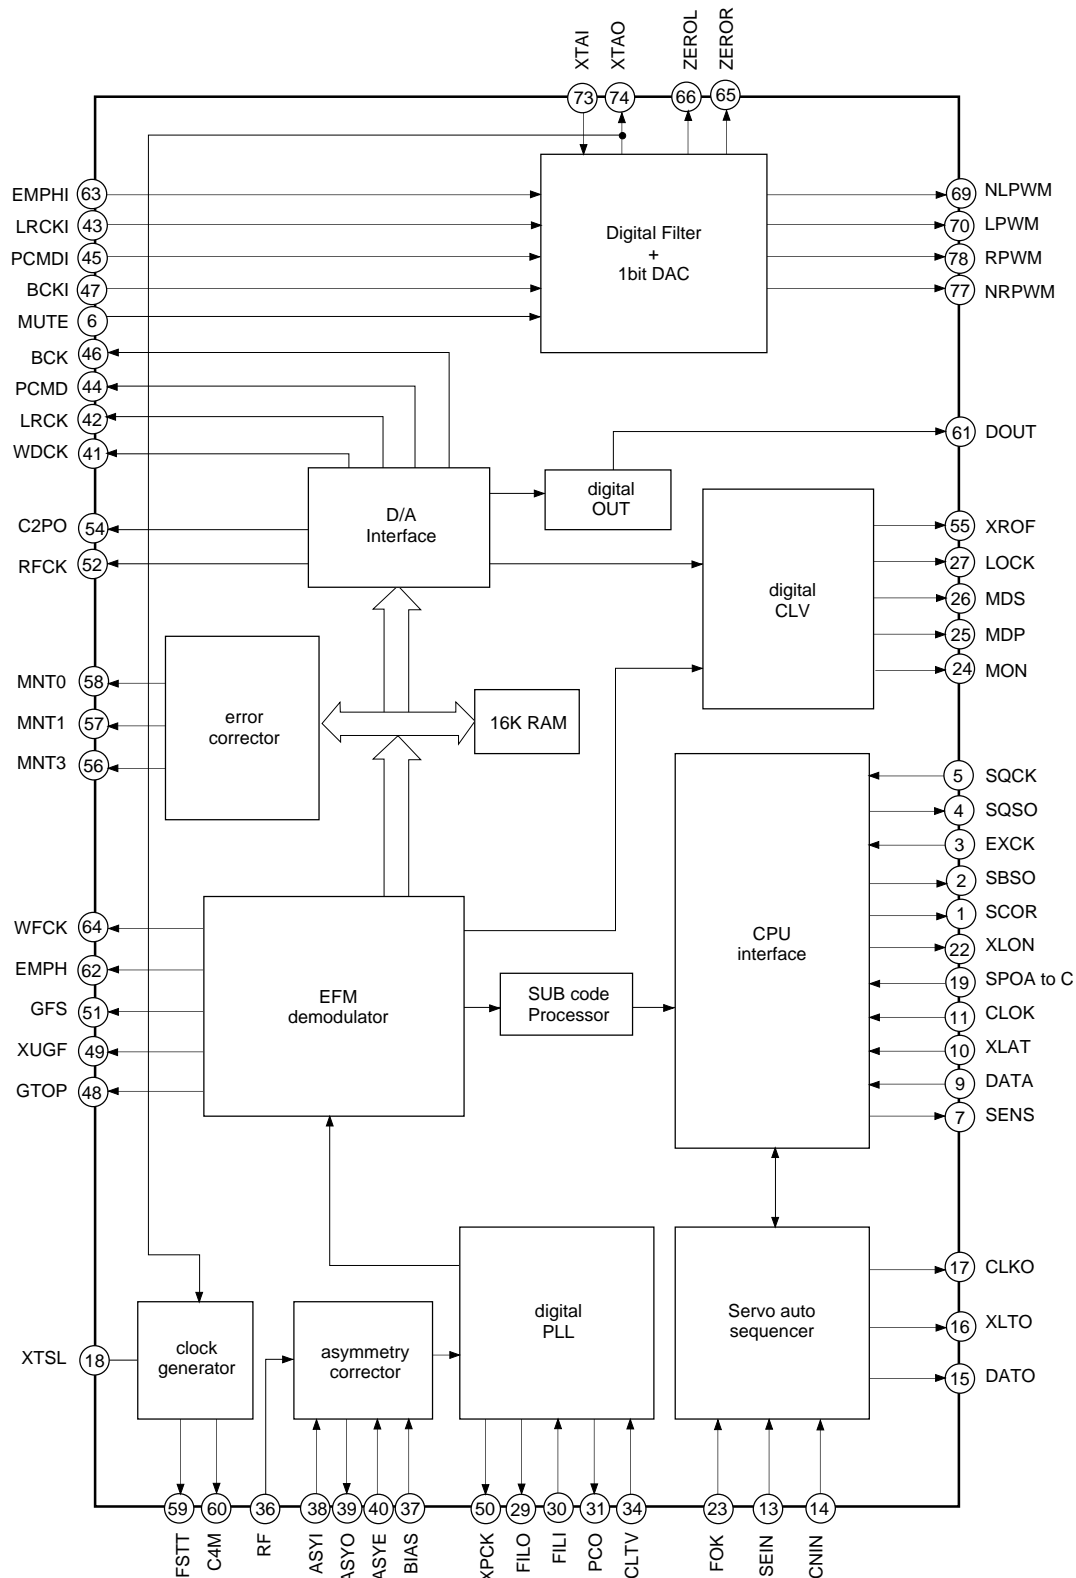 XTAI
XTAO
ZEROL
ZEROR
73
74
66
65
EMPHI 63
LRCKI 43
PCMDI 45
BCKI 47
MUTE 6
Digital Filter
+
1bit DAC
69 NLPWM
70 LPWM
78 RPWM
77 NRPWM
BCK 46
PCMD 44
LRCK 42
WDCK 41
C2PO 54
RFCK 52
D/A
Interface
digital
OUT
61 DOUT
digital
CLV
55 XROF
27 LOCK
26 MDS
25 MDP
24 MON
MNT0 58
MNT1 57
MNT3 56
error
corrector
16K RAM
CPU
interface
5 SQCK
4 SQSO
3 EXCK
2 SBSO
1 SCOR
22 XLON
19 SPOA to C
11 CLOK
10 XLAT
9 DATA
7 SENS
WFCK 64
EMPH 62
GFS 51
XUGF 49
GTOP 48
EFM
demodulator
SUB code
Processor
XTSL 18
clock
generator
asymmetry
corrector
digital
PLL
Servo auto
sequencer
17 CLKO
16 XLTO
15 DATO
59
60
36
38
39
40
37
50
29
30
31
34
23
13
14
FSTT
C4M
RF
ASYI
ASYO
ASYE
BIAS
XPCK
FILO
FILI
PCO
CLTV
FOK
SEIN
CNIN